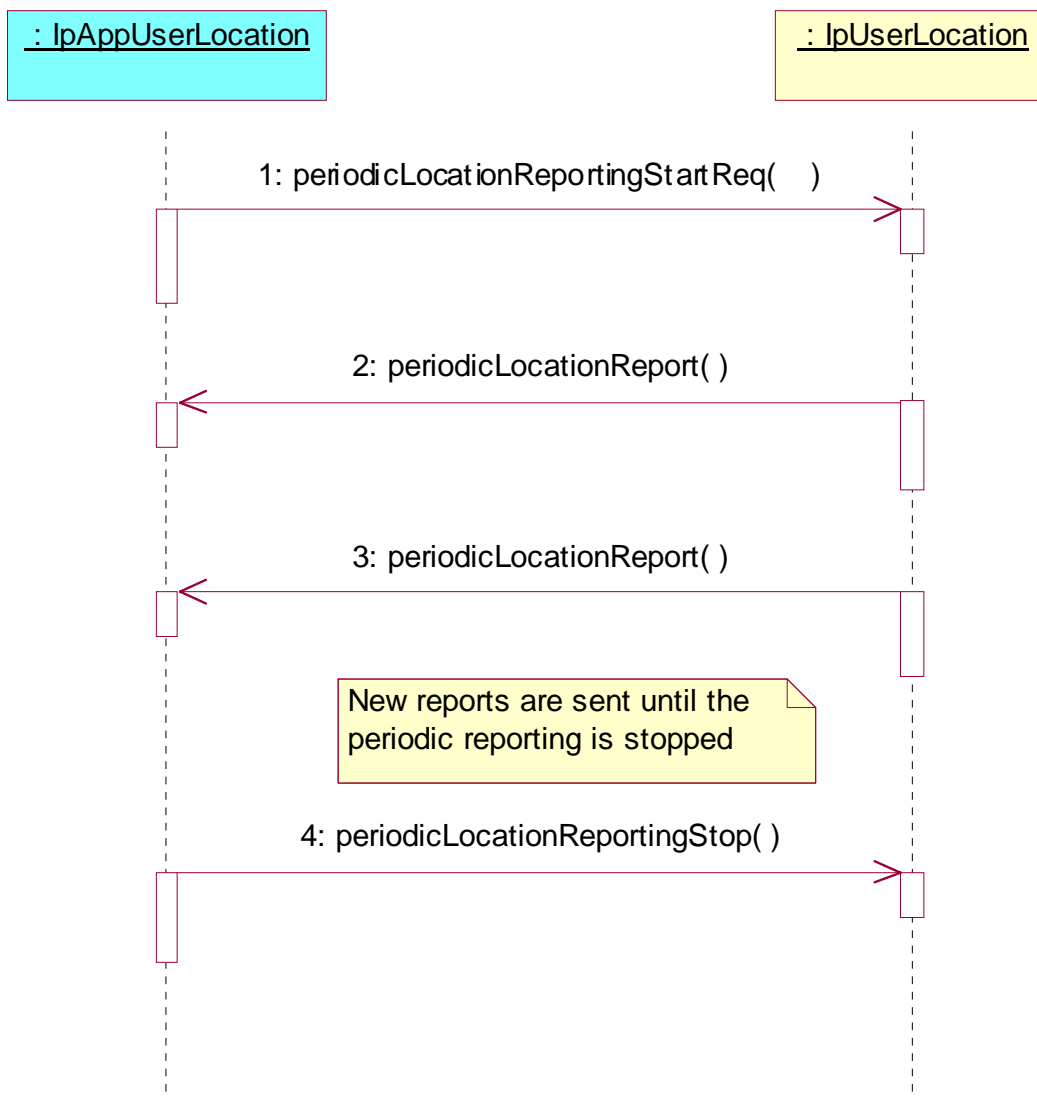 : IpAppUserLocation
: IpUserLocation
1: periodicLocationReportingStartReq( )
2: periodicLocationReport( )
3: periodicLocationReport( )
New reports are sent until the
periodic reporting is stopped
4: periodicLocationReportingStop( )